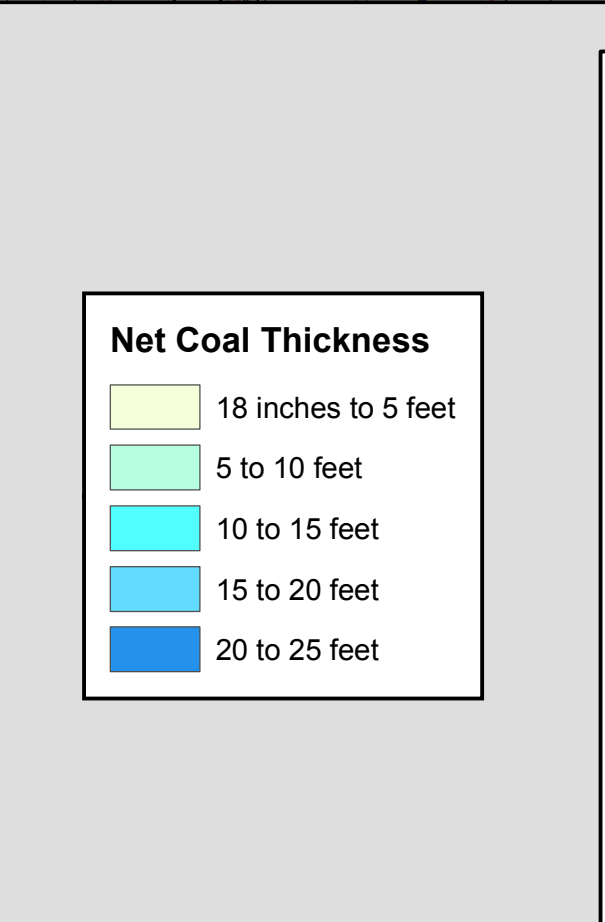 Net Coal Thickness
18 inches to 5 feet
5 to 10 feet
10 to 15 feet
15 to 20 feet
20 to 25 feet